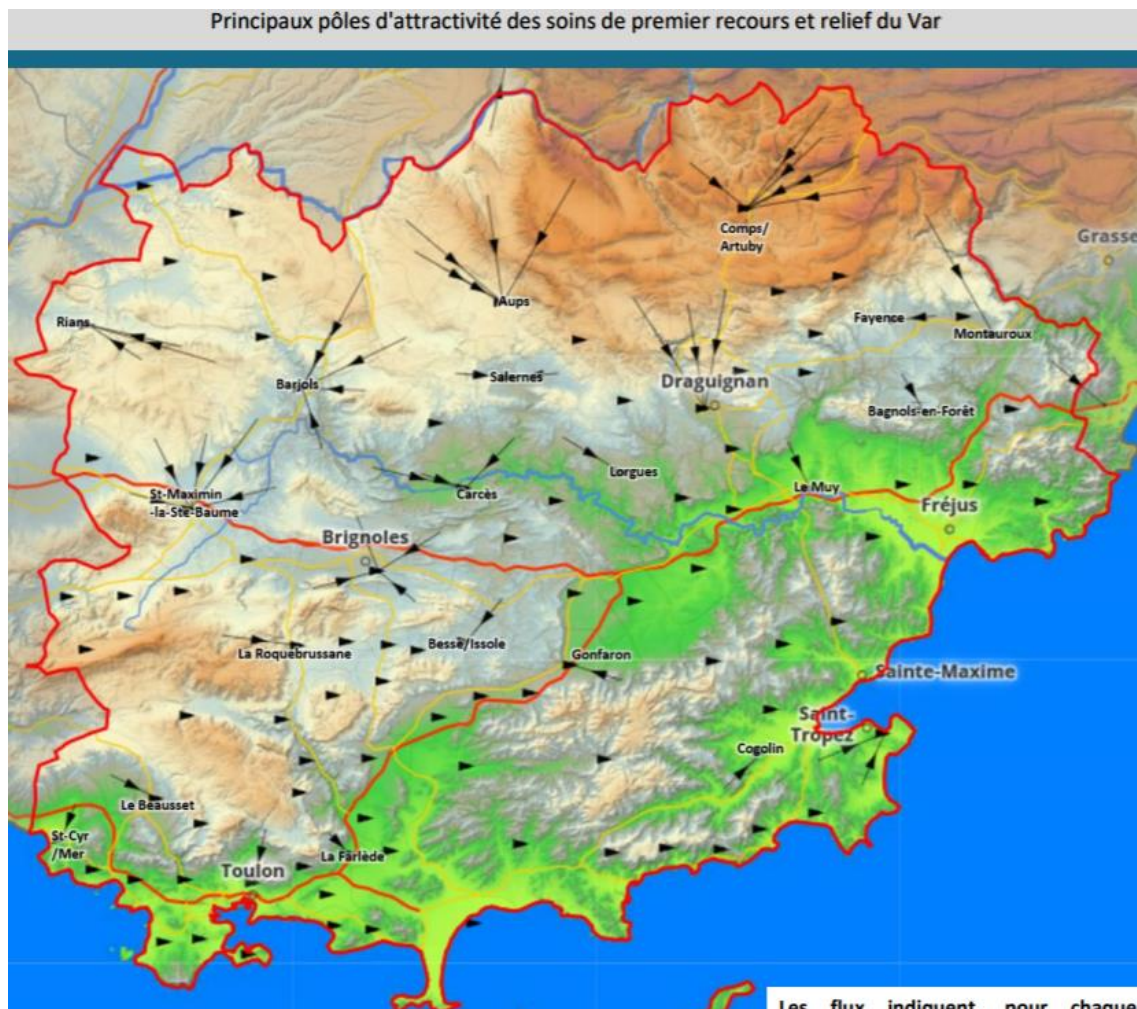 Principaux pôles d'attractivité des soins de premier recours et relief du Var
Comps/
Artuby
Grasse
Aups
Rians
Fayence
Montauroux
Barjols
Salernes
Draguignan
Bagnols-en-Forêt
Lorgues
St-Maximin
-la-Ste-Baume
Carcès
Le Muy
Fréjus
Brignoles
La Roquebrussane
Besse/Issole
Gonfaron
Sainte-Maxime
Saint-
Tropez
Cogolin
Le Beausset
St-Cyr
/Mer
La Farlède
Toulon
Les flux indiquent, pour chaque